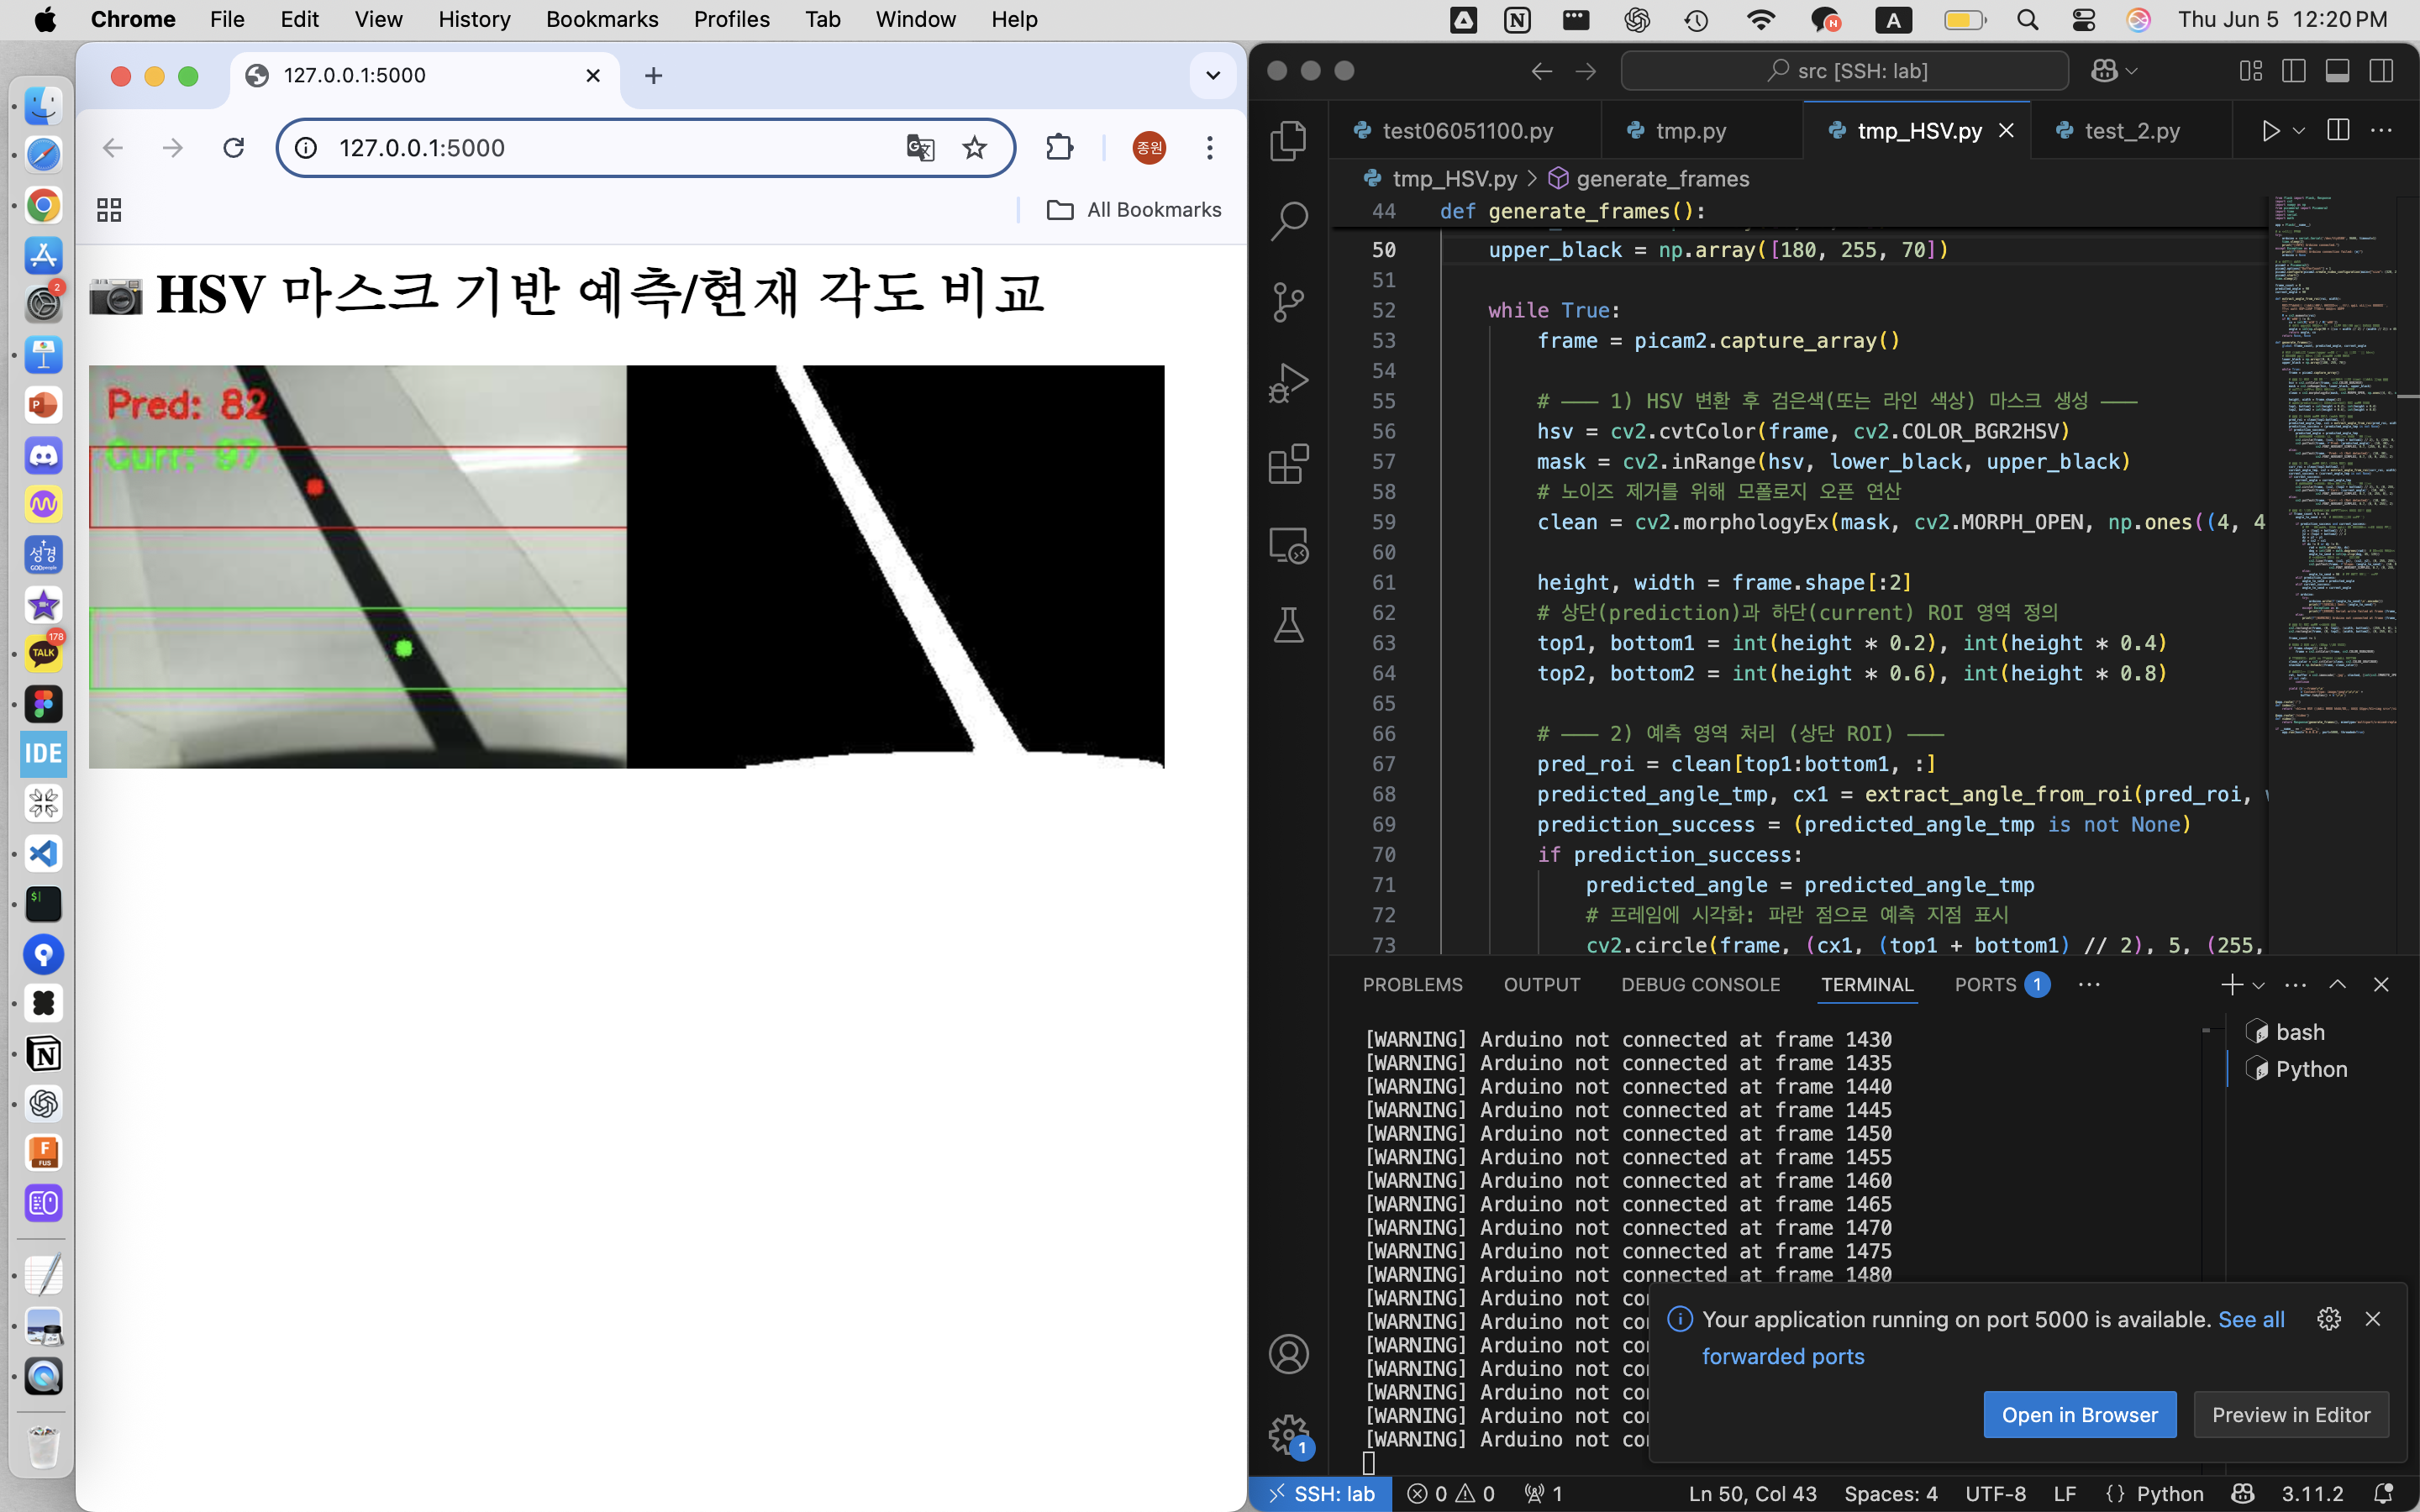 Chrome File Edit View History Bookmarks Profiles Tab Window Help
N A Thu Jun 5 12:20 PM
127.0.0.1:5000
127.0.0.1:5000
종원
All Bookmarks
HSV 마스크 기반 예측/현재 각도 비교
Pred: 82
Curr: 97
2
성경
178
TALK
IDE
FUS
src [SSH: lab]
test06051100.py
tmp.py
tmp_HSV.py
test_2.py
tmp_HSV.py > generate_frames
44 def generate_frames():
50 upper_black = np.array([180, 255, 70])
51
52 while True:
53 frame = picam2.capture_array()
54
55 # —— 1) HSV 변환 후 검은색(또는 라인 색상) 마스크 생성 ——
56 hsv = cv2.cvtColor(frame, cv2.COLOR_BGR2HSV)
57 mask = cv2.inRange(hsv, lower_black, upper_black)
58 # 노이즈 제거를 위해 모폴로지 오픈 연산
59 clean = cv2.morphologyEx(mask, cv2.MORPH_OPEN, np.ones((4, 4
60
61 height, width = frame.shape[:2]
62 # 상단(prediction)과 하단(current) ROI 영역 정의
63 top1, bottom1 = int(height * 0.2), int(height * 0.4)
64 top2, bottom2 = int(height * 0.6), int(height * 0.8)
65
66 # —— 2) 예측 영역 처리 (상단 ROI) ——
67 pred_roi = clean[top1:bottom1, :]
68 predicted_angle_tmp, cx1 = extract_angle_from_roi(pred_roi,
69 prediction_success = (predicted_angle_tmp is not None)
70 if prediction_success:
71 predicted_angle = predicted_angle_tmp
72 # 프레임에 시각화: 파란 점으로 예측 지점 표시
73 cv2.circle(frame, (cx1, (top1 + bottom1) // 2), 5, (255,
PROBLEMS OUTPUT DEBUG CONSOLE TERMINAL PORTS 1
bash
Python
[WARNING] Arduino not connected at frame 1430
[WARNING] Arduino not connected at frame 1435
[WARNING] Arduino not connected at frame 1440
[WARNING] Arduino not connected at frame 1445
[WARNING] Arduino not connected at frame 1450
[WARNING] Arduino not connected at frame 1455
[WARNING] Arduino not connected at frame 1460
[WARNING] Arduino not connected at frame 1465
[WARNING] Arduino not connected at frame 1470
[WARNING] Arduino not connected at frame 1475
[WARNING] Arduino not connected at frame 1480
[WARNING] Arduino not co
[WARNING] Arduino not co
[WARNING] Arduino not co
[WARNING] Arduino not co
[WARNING] Arduino not co
[WARNING] Arduino not co
[WARNING] Arduino not co
Your application running on port 5000 is available. See all
forwarded ports
Open in Browser Preview in Editor
1
SSH: lab 0 0 1 Ln 50, Col 43 Spaces: 4 UTF-8 LF {} Python 3.11.2